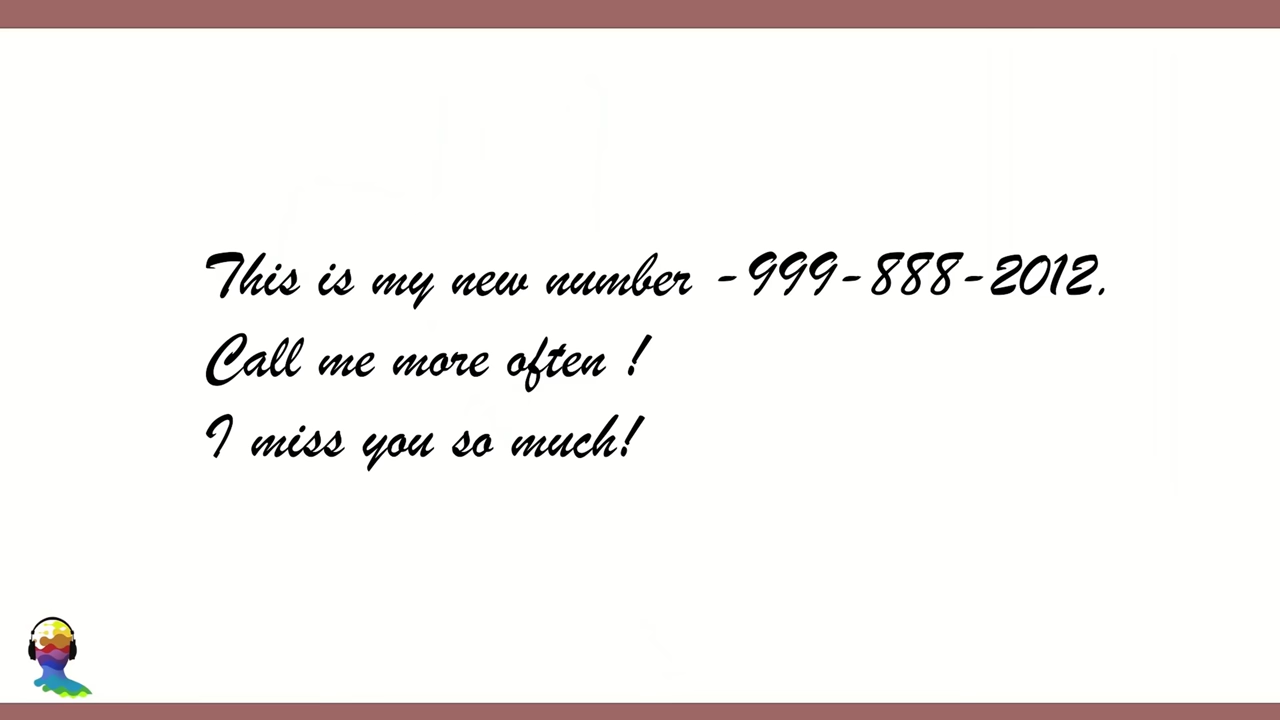 This is my new number -999-888-2012.
Call me more often !
I miss you so much!